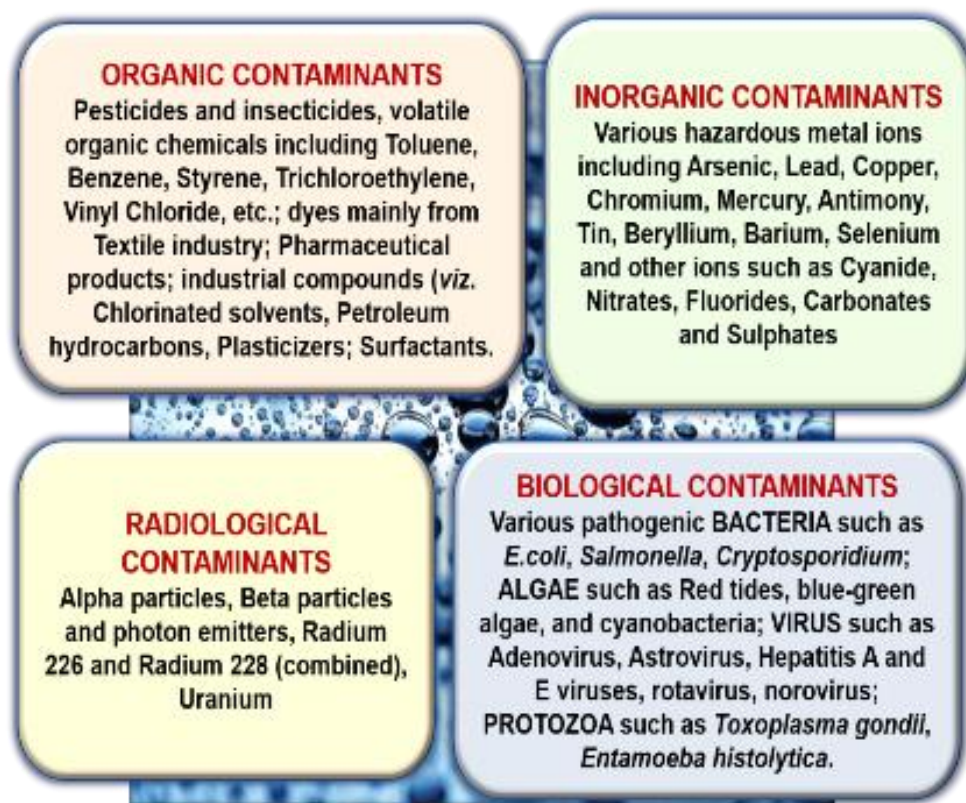 ORGANIC CONTAMINANTS
Pesticides and insecticides, volatile
organic chemicals including Toluene,
Benzene, Styrene, Trichloroethylene,
Vinyl Chloride, etc.; dyes mainly from
Textile industry; Pharmaceutical
products; industrial compounds (viz.
Chlorinated solvents, Petroleum
hydrocarbons, Plasticizers; Surfactants.
INORGANIC CONTAMINANTS
Various hazardous metal ions
including Arsenic, Lead, Copper,
Chromium, Mercury, Antimony,
Tin, Beryllium, Barium, Selenium
and other ions such as Cyanide,
Nitrates, Fluorides, Carbonates
and Sulphates
RADIOLOGICAL
CONTAMINANTS
Alpha particles, Beta particles
and photon emitters, Radium
226 and Radium 228 (combined),
Uranium
BIOLOGICAL CONTAMINANTS
Various pathogenic BACTERIA such as
E.coli, Salmonella, Cryptosporidium;
ALGAE such as Red tides, blue-green
algae, and cyanobacteria; VIRUS such as
Adenovirus, Astrovirus, Hepatitis A and
E viruses, rotavirus, norovirus;
PROTOZOA such as Toxoplasma gondii,
Entamoeba histolytica.